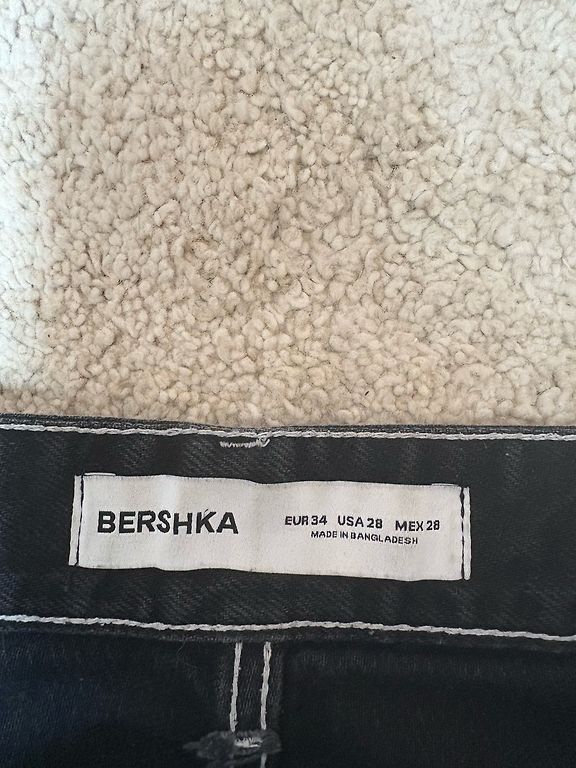 BERSHKA
EUR 34 USA 28 MEX 28
MADE IN BANGLADESH